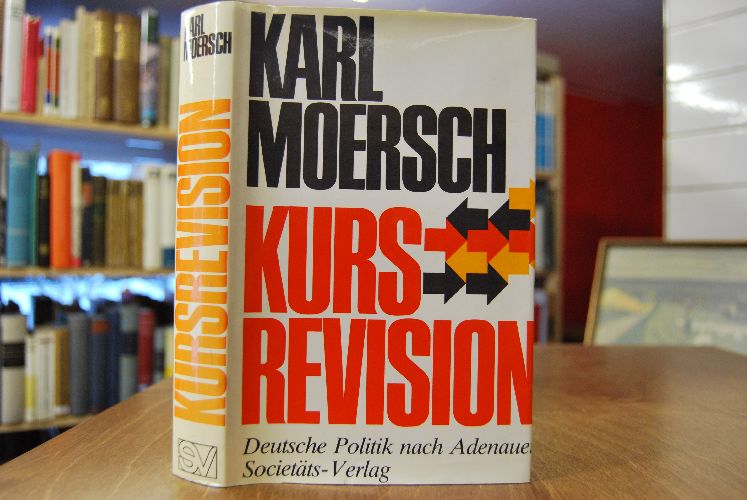 KARL
MOERSCH
KURSREVISION
SV
KARL
MOERSCH
KURS-
REVISION
Deutsche Politik nach Adenauer
Societäts-Verlag